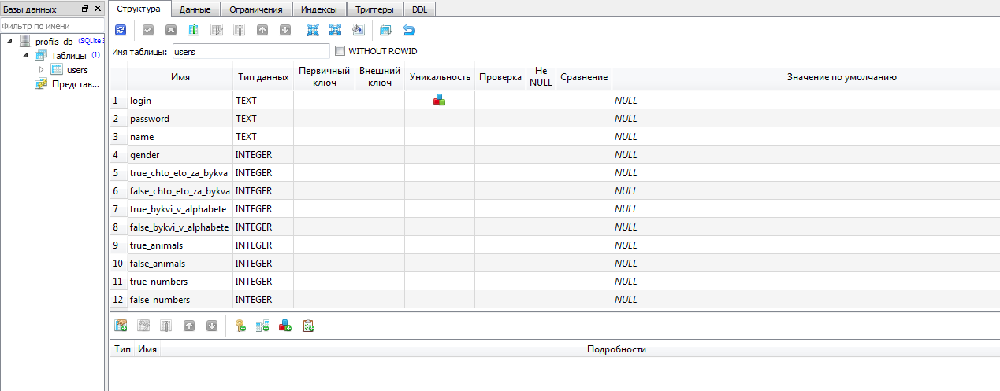 Базы данных
Структура Данные Ограничения Индексы Триггеры DDL
Фильтр по имени
profils_db (SQLite 3
Таблицы (1)
users
Представ...
Имя таблицы: users WITHOUT ROWID
Имя Тип данных Первичный ключ Внешний ключ Уникальность Проверка Не NULL Сравнение Значение по умолчанию
1 login TEXT NULL
2 password TEXT NULL
3 name TEXT NULL
4 gender INTEGER NULL
5 true_chto_eto_za_bykva INTEGER NULL
6 false_chto_eto_za_bykva INTEGER NULL
7 true_bykvi_v_alphabete INTEGER NULL
8 false_bykvi_v_alphabete INTEGER NULL
9 true_animals INTEGER NULL
10 false_animals INTEGER NULL
11 true_numbers INTEGER NULL
12 false_numbers INTEGER NULL
Тип Имя Подробности